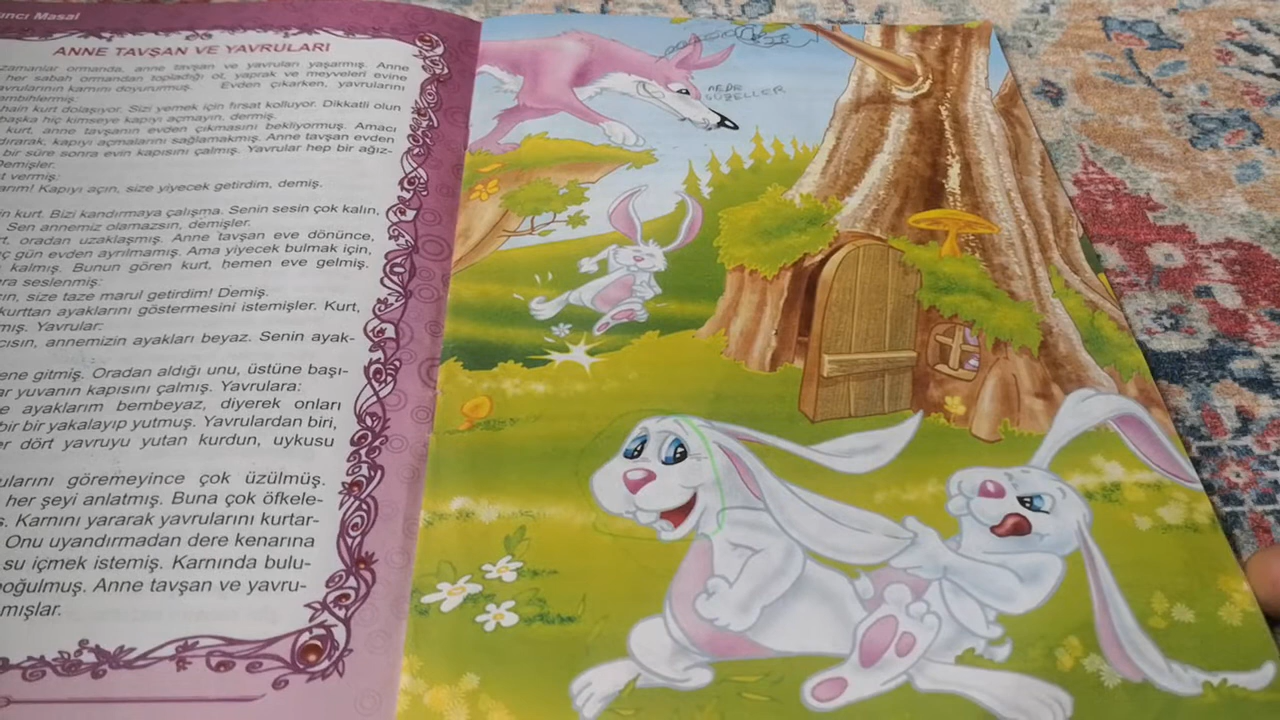 ıncı Masal
ANNE TAVŞAN VE YAVRULARI
zamanlar ormanda, anne tavşan ve yavruları yaşarmış. Anne
her sabah ormandan topladığı ot, yaprak ve meyveleri evine
avrularının karnını doyururmuş. Evden çıkarken, yavrularını
embihlermiş:
hain kurt dolaşıyor. Sizi yemek için fırsat kolluyor. Dikkatli olun
başka hiç kimseye kapıyı açmayın, dermiş.
kurt, anne tavşanın evden çıkmasını bekliyormuş. Amacı
dırarak, kapıyı açmalarını sağlamakmış. Anne tavşan evden
bir süre sonra evin kapısını çalmış. Yavrular hep bir ağız-
Demişler.
t vermiş:
arım! Kapıyı açın, size yiyecek getirdim, demiş.
in kurt. Bizi kandırmaya çalışma. Senin sesin çok kalın,
Sen annemiz olamazsın, demişler.
rt, oradan uzaklaşmış. Anne tavşan eve dönünce,
ç gün evden ayrılmamış. Ama yiyecek bulmak için,
kalmış. Bunun gören kurt, hemen eve gelmiş.
ra seslenmiş:
ın, size taze marul getirdim! Demiş.
kurttan ayaklarını göstermesini istemişler. Kurt,
mış. Yavrular:
cısın, annemizin ayakları beyaz. Senin ayak-
ene gitmiş. Oradan aldığı unu, üstüne başı-
ar yuvanın kapısını çalmış. Yavrulara:
e ayaklarım bembeyaz, diyerek onları
bir bir yakalayıp yutmuş. Yavrulardan biri,
er dört yavruyu yutan kurdun, uykusu
ularını göremeyince çok üzülmüş.
her şeyi anlatmış. Buna çok öfkele-
ş. Karnını yararak yavrularını kurtar-
Onu uyandırmadan dere kenarına
su içmek istemiş. Karnında bulu-
boğulmuş. Anne tavşan ve yavru-
mışlar.